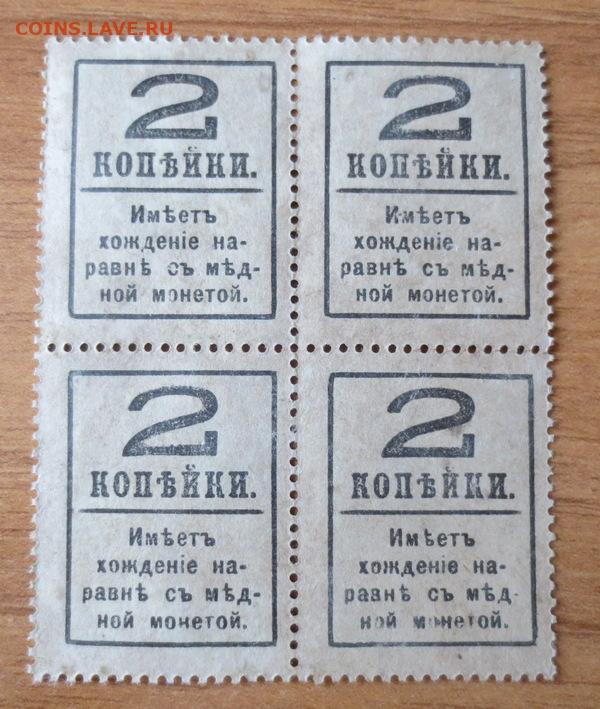 COINS.LAVE.RU
2
КОПѢЙКИ.
Имѣетъ
хожденіе на-
равнѣ съ мѣд-
ной монетой.
2
КОПѢЙКИ.
Имѣетъ
хожденіе на-
равнѣ съ мѣд-
ной монетой.
2
КОПѢЙКИ.
Имѣетъ
хожденіе на-
равнѣ съ мѣд-
ной монетой.
2
КОПѢЙКИ.
Имѣетъ
хожденіе на-
равнѣ съ мѣд-
ной монетой.